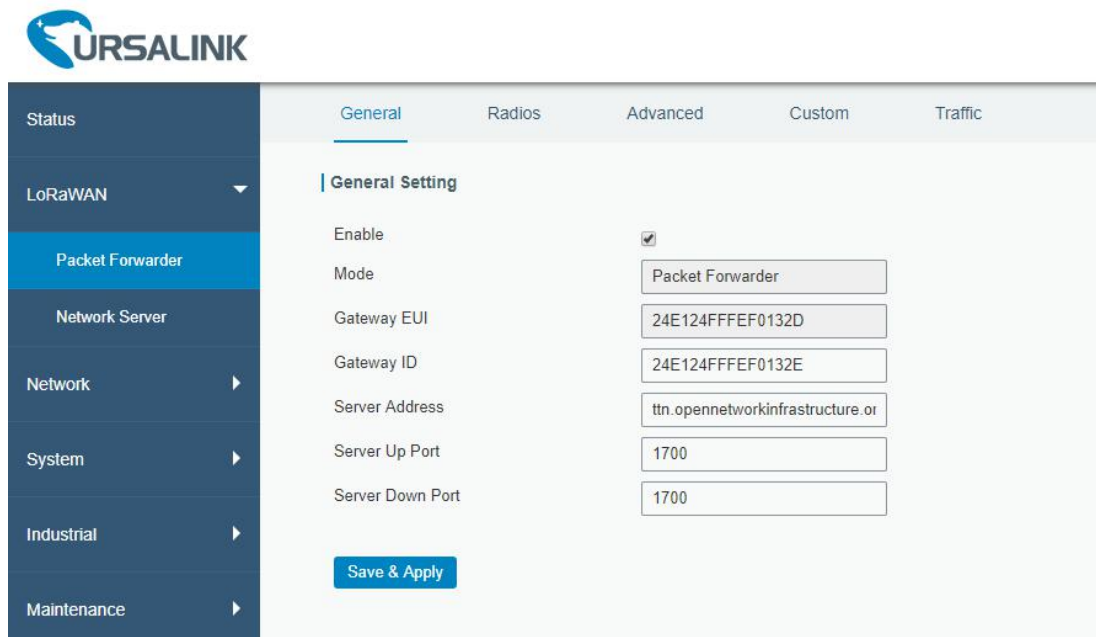 URSALINK
Status
General Radios Advanced Custom Traffic
LoRaWAN
General Setting
Enable
Packet Forwarder
Mode Packet Forwarder
Gateway EUI 24E124FFFEF0132D
Network Server
Gateway ID 24E124FFFEF0132E
Network
Server Address ttn.opennetworkinfrastructure.or
Server Up Port 1700
System
Server Down Port 1700
Industrial
Save & Apply
Maintenance